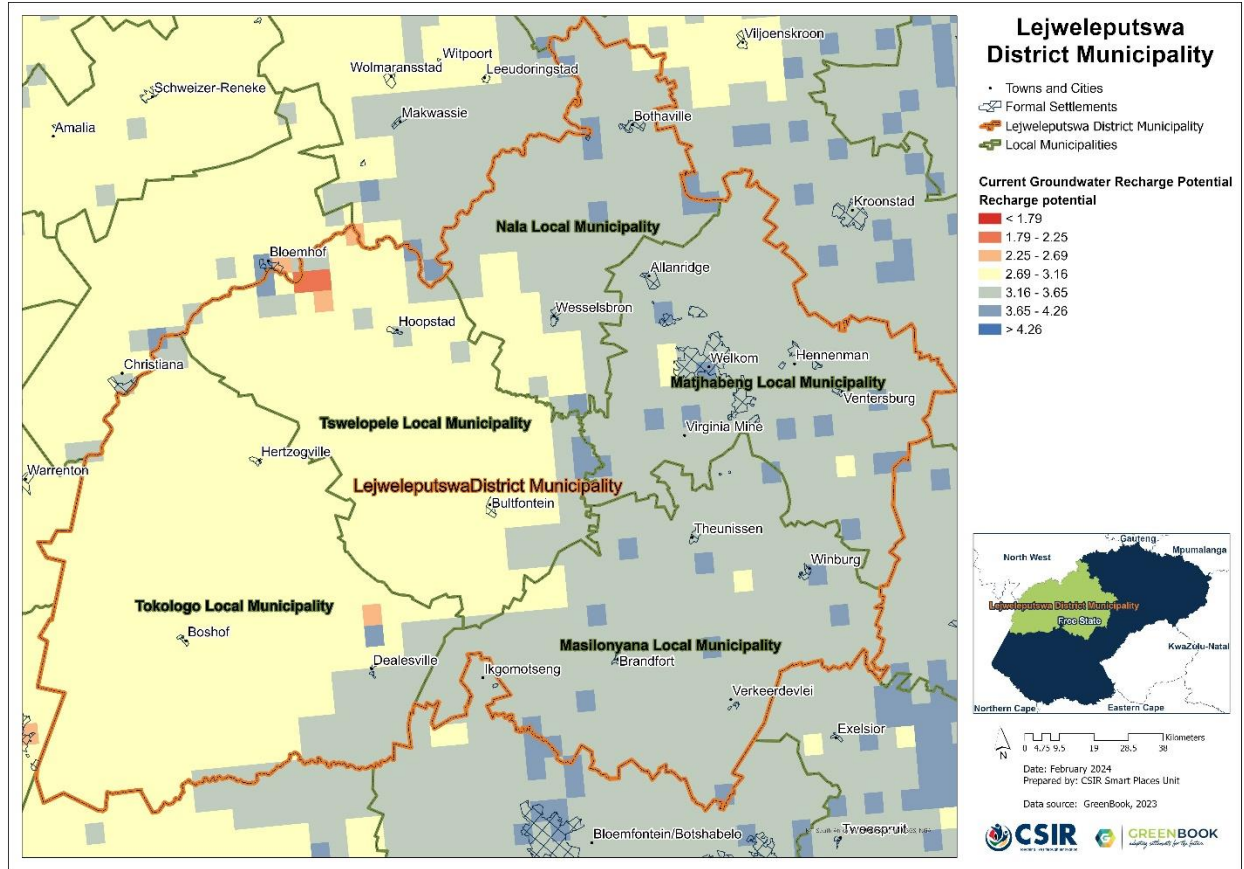 Lejweleputswa
District Municipality
Towns and Cities
Formal Settlements
Lejweleputswa District Municipality
Local Municipalities
Current Groundwater Recharge Potential
Recharge potential
< 1.79
1.79 - 2.25
2.25 - 2.69
2.69 - 3.16
3.16 - 3.65
3.65 - 4.26
> 4.26
Viljoenskroon
Witpoort
Wolmaransstad
Leeudoringstad
Schweizer-Reneke
Makwassie
Amalia
Bothaville
Kroonstad
Nala Local Municipality
Bloemhof
Allanridge
Wesselsbron
Hoopstad
Welkom
Hennenman
Christiana
Matjhabeng Local Municipality
Ventersburg
Tswelopele Local Municipality
Virginia Mine
Hertzogville
Warrenton
LejweleputswaDistrict Municipality
Bultfontein
Theunissen
Winburg
Tokologo Local Municipality
Boshof
Masilonyana Local Municipality
Brandfort
Dealesville
Ikgomotseng
Verkeerdevlei
Exelsior
Bloemfontein/Botshabelo
Tweespruit
Gauteng
North West
Mpumalanga
Lejweleputswa District Municipality
Free State
KwaZulu-Natal
Northern Cape
Eastern Cape
Kilometers
0 4.75 9.5 19 28.5 38
N
Date: February 2024
Prepared by: CSIR Smart Places Unit
Data source: GreenBook, 2023
CSIR
GREENBOOK
adapting settlements for the future